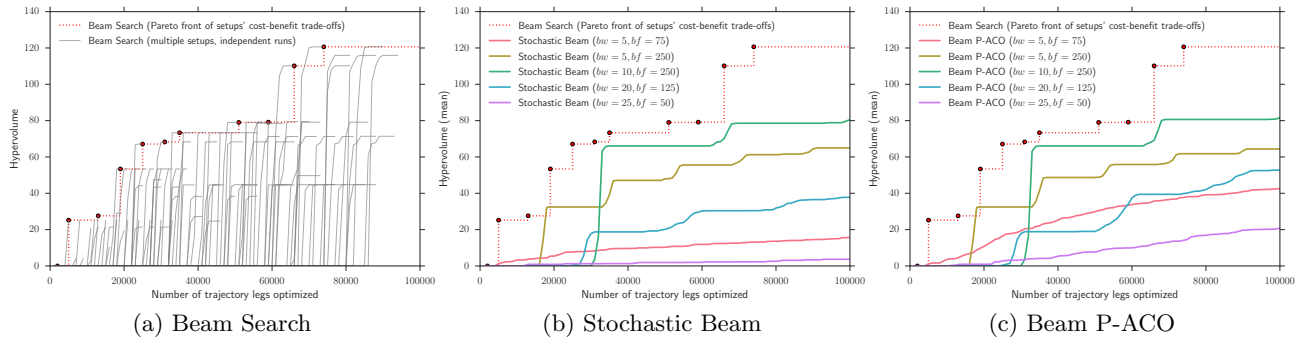 Beam Search (Pareto front of setups' cost-benefit trade-offs)
Beam Search (multiple setups, independent runs)
Hypervolume
140
120
100
80
60
40
20
0
0
20000
40000
60000
80000
100000
Number of trajectory legs optimized
(a) Beam Search
Beam Search (Pareto front of setups' cost-benefit trade-offs)
Stochastic Beam (bw = 5, bf = 75)
Stochastic Beam (bw = 5, bf = 250)
Stochastic Beam (bw = 10, bf = 250)
Stochastic Beam (bw = 20, bf = 125)
Stochastic Beam (bw = 25, bf = 50)
Hypervolume (mean)
140
120
100
80
60
40
20
0
0
20000
40000
60000
80000
100000
Number of trajectory legs optimized
(b) Stochastic Beam
Beam Search (Pareto front of setups' cost-benefit trade-offs)
Beam P-ACO (bw = 5, bf = 75)
Beam P-ACO (bw = 5, bf = 250)
Beam P-ACO (bw = 10, bf = 250)
Beam P-ACO (bw = 20, bf = 125)
Beam P-ACO (bw = 25, bf = 50)
Hypervolume (mean)
140
120
100
80
60
40
20
0
0
20000
40000
60000
80000
100000
Number of trajectory legs optimized
(c) Beam P-ACO